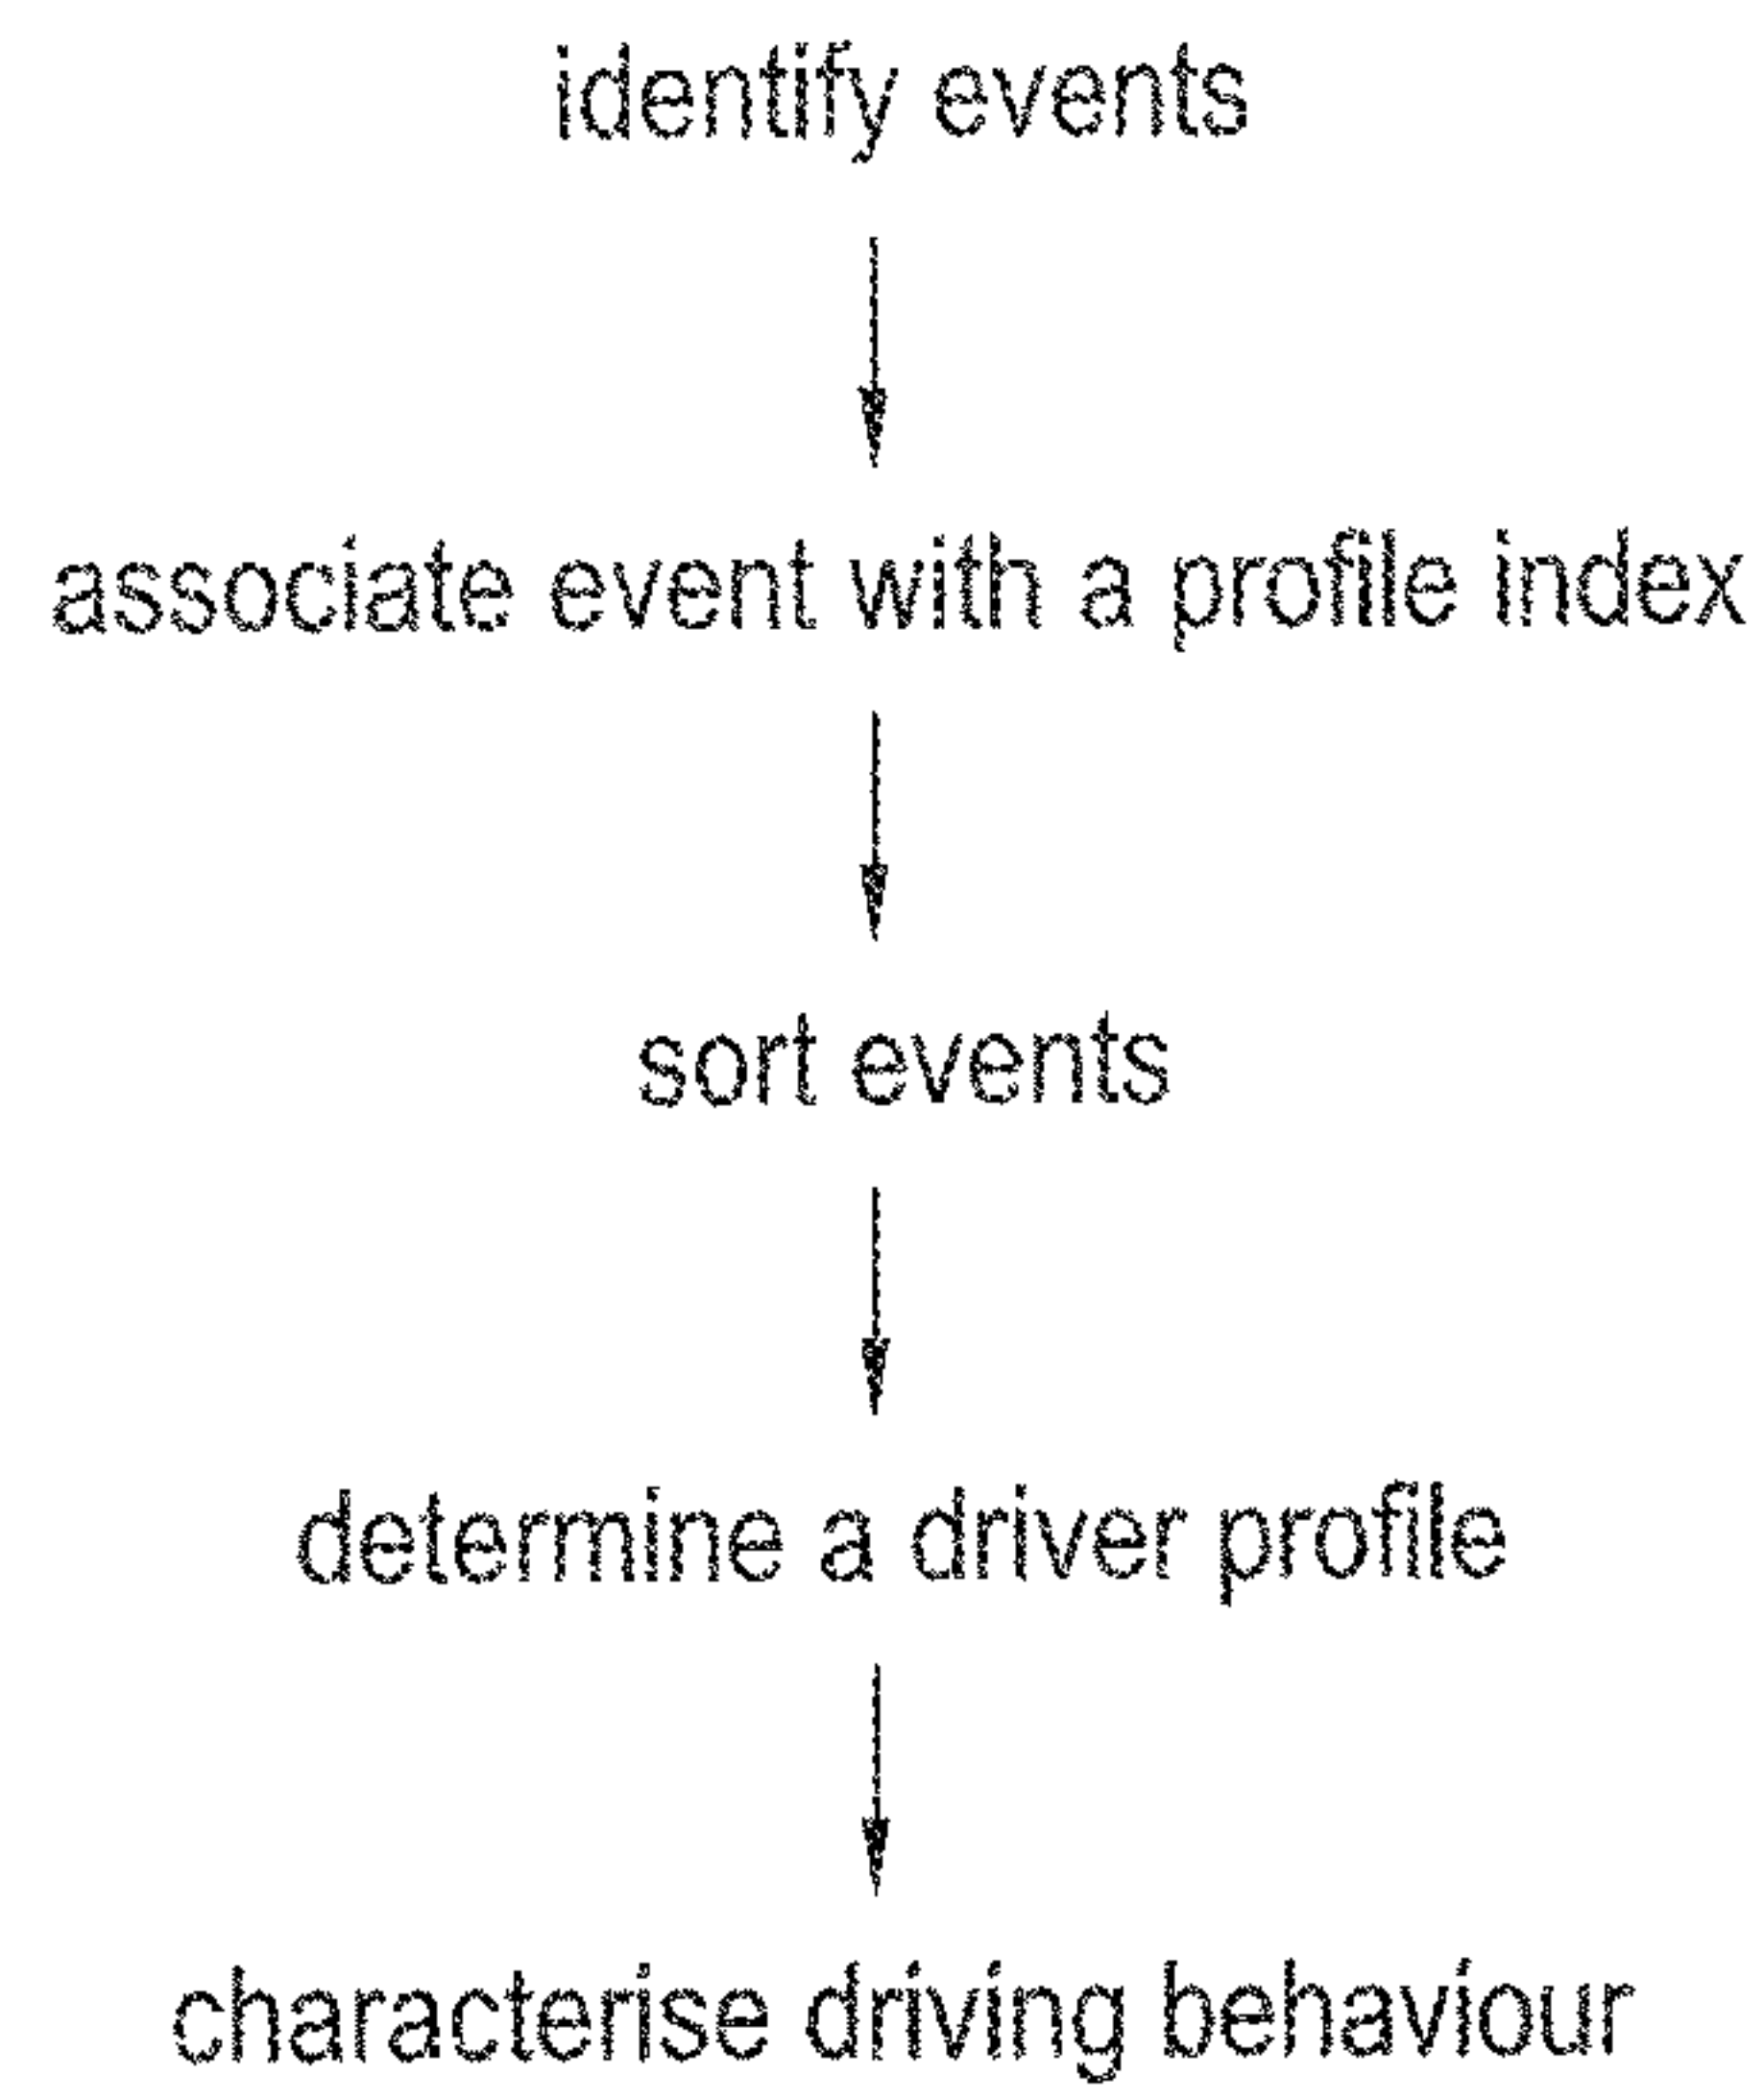 identify events
associate event with a profile index
sort events
determine a driver profile
characterise driving behaviour